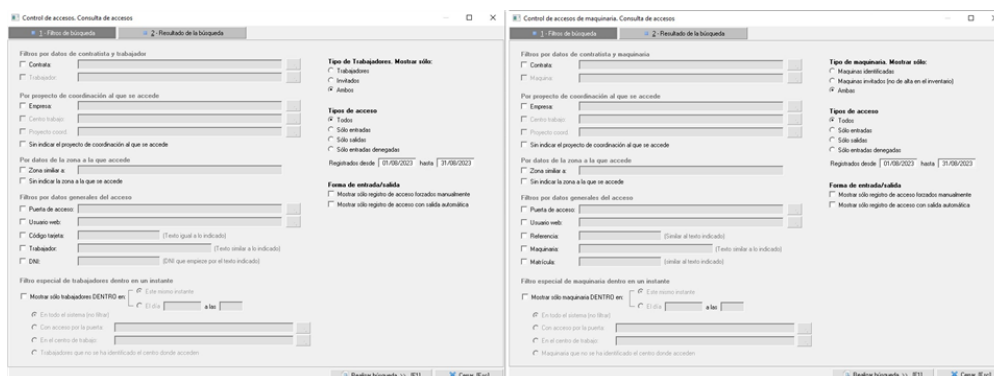 Control de accesos. Consulta de accesos
1 - Filtros de búsqueda
2 - Resultado de la búsqueda
Filtros por datos de contratista y trabajador
Contrata:
Trabajador:
Por proyecto de coordinación al que se accede
Empresa:
Centro trabajo:
Proyecto coord.
Sin indicar el proyecto de coordinación al que se accede
Por datos de la zona a la que accede
Zona similar a:
Sin indicar la zona a la que se accede
Filtros por datos generales del acceso
Puerta de acceso:
Usuario web:
Código tarjeta:
(Texto igual a lo indicado)
Trabajador:
(Texto similar a lo indicado)
DNI:
(DNI que empieze por el texto indicado)
Filtro especial de trabajadores dentro en un instante
Mostrar sólo trabajadores DENTRO en:
Este mismo instante
El día
a las
En todo el sistema (no filtrar)
Con acceso por la puerta:
En el centro de trabajo:
Trabajadores que no se ha identificado el centro donde acceden
Tipo de Trabajadores. Mostrar sólo:
Trabajadores
Invitados
Ambos
Tipos de acceso
Todos
Sólo entradas
Sólo salidas
Sólo entradas denegadas
Registrados desde 01/08/2023 hasta 31/08/2023
Forma de entrada/salida
Mostrar sólo registro de acceso forzados manualmente
Mostrar sólo registro de acceso con salida automática
Realizar búsqueda >> [F1]
Cerrar [Esc]
Control de accesos de maquinaria. Consulta de accesos
1 - Filtros de búsqueda
2 - Resultado de la búsqueda
Filtros por datos de contratista y maquinaria
Contrata:
Maquina:
Por proyecto de coordinación al que se accede
Empresa:
Centro trabajo:
Proyecto coord.
Sin indicar el proyecto de coordinación al que se accede
Por datos de la zona a la que accede
Zona similar a:
Sin indicar la zona a la que se accede
Filtros por datos generales del acceso
Puerta de acceso:
Usuario web:
Referencia:
(Similar al texto indicado)
Maquinaria:
(Texto similar a lo indicado)
Matrícula:
(similar al texto indicado)
Filtro especial de maquinaria dentro en un instante
Mostrar sólo maquinaria DENTRO en:
Este mismo instante
El día
a las
En todo el sistema (no filtrar)
Con acceso por la puerta:
En el centro de trabajo:
Maquinaria que no se ha identificado el centro donde acceden
Tipo de maquinaria. Mostrar sólo:
Maquinas identificadas
Maquinas invitados (no de alta en el inventario)
Ambas
Tipos de acceso
Todos
Sólo entradas
Sólo salidas
Sólo entradas denegadas
Registrados desde 01/08/2023 hasta 31/08/2023
Forma de entrada/salida
Mostrar sólo registro de acceso forzados manualmente
Mostrar sólo registro de acceso con salida automática
Realizar búsqueda >> [F1]
Cerrar [Esc]